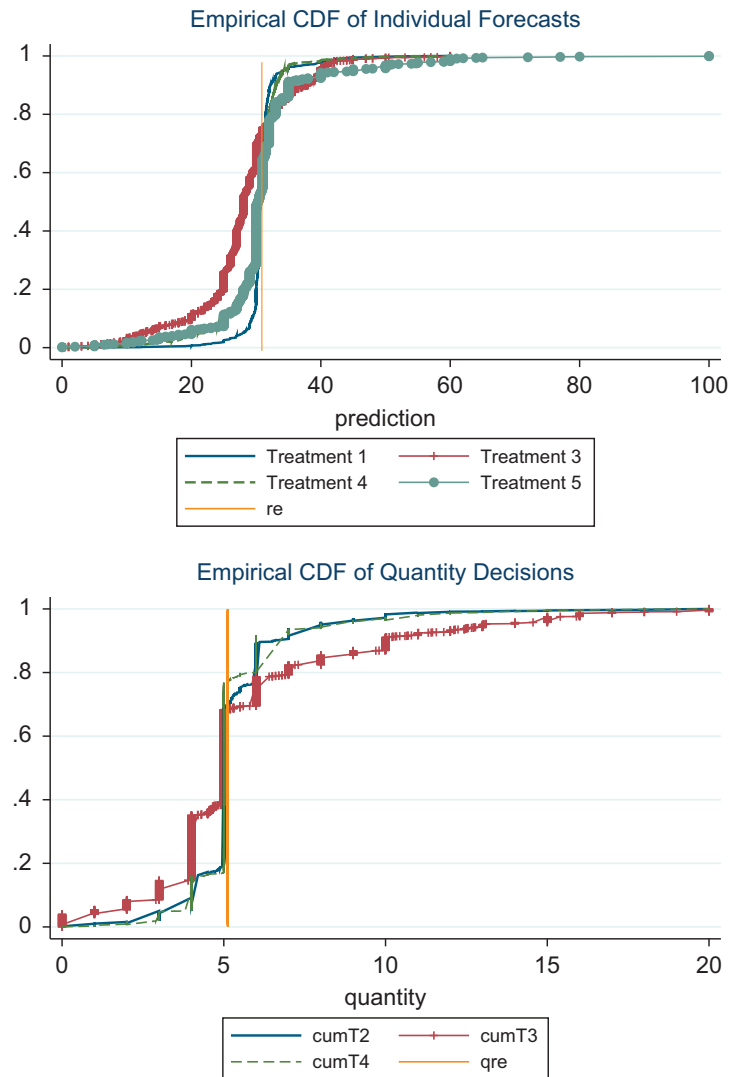 Empirical CDF of Individual Forecasts
1
.8
.6
.4
.2
0
0 20 40 60 80 100
prediction
Treatment 1 Treatment 3
Treatment 4 Treatment 5
re
Empirical CDF of Quantity Decisions
1
.8
.6
.4
.2
0
0 5 10 15 20
quantity
cumT2 cumT3
cumT4 qre